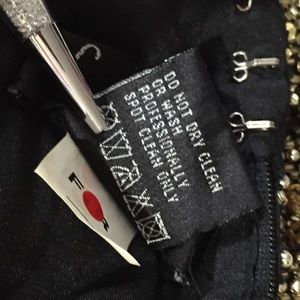 DO NOT DRY CLEAN
OR WASH
PROFESSIONALLY
SPOT CLEAN ONLY